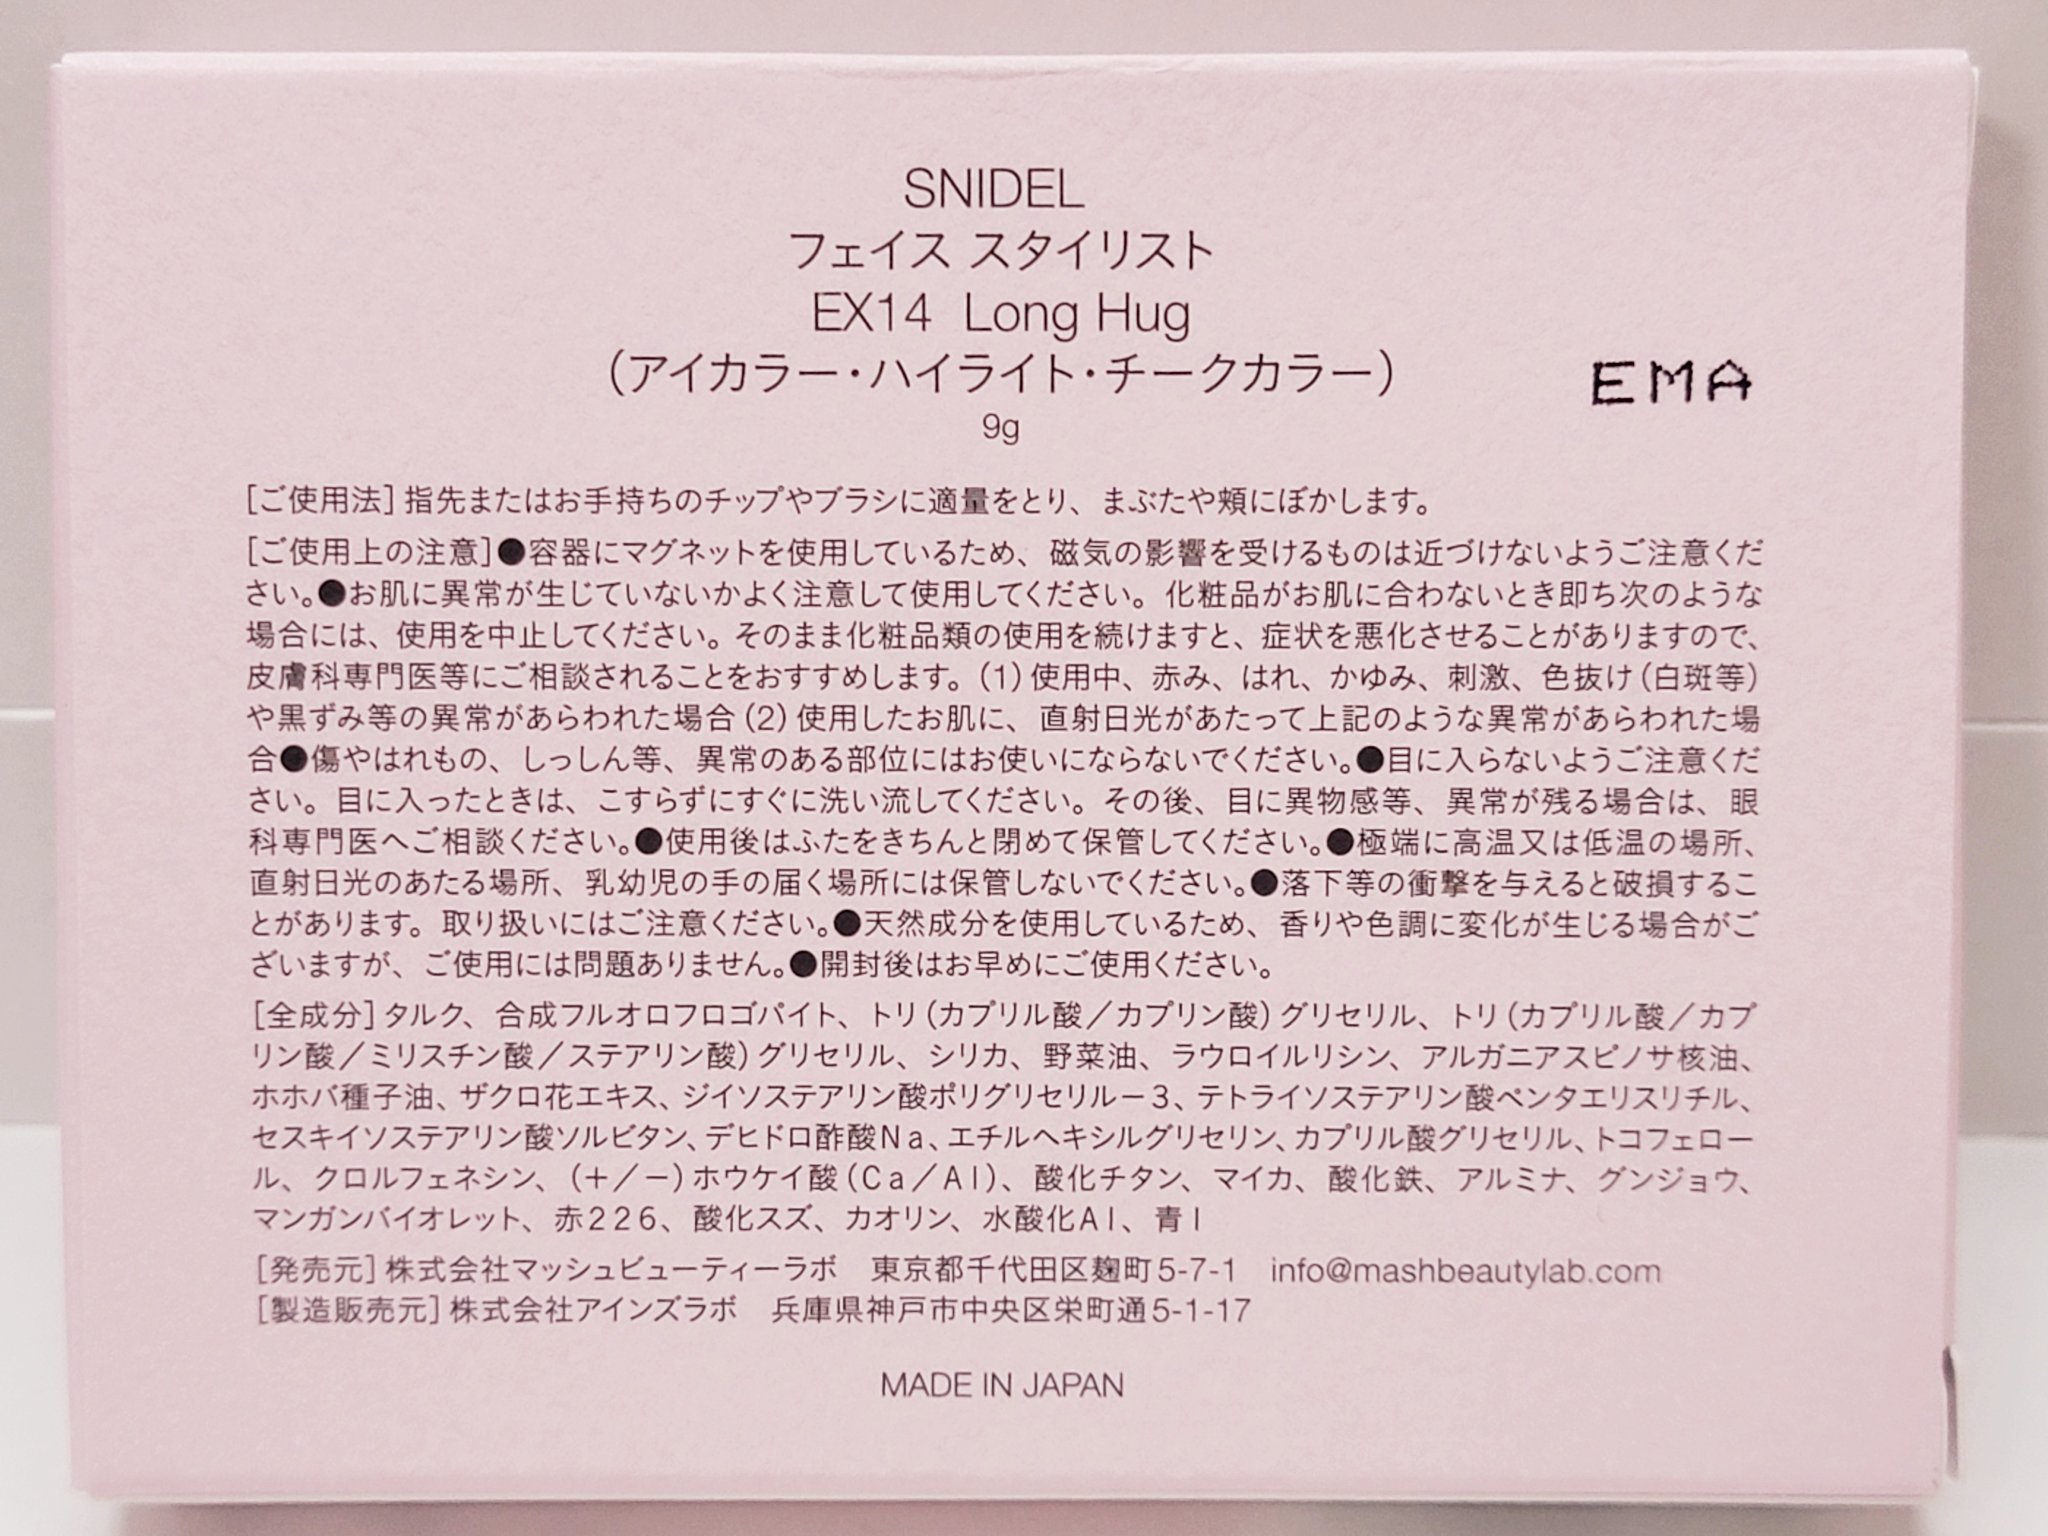 SNIDEL
フェイス スタイリスト
EX14 Long Hug
（アイカラー・ハイライト・チークカラー）
EMA
9g
[ご使用法] 指先またはお手持ちのチップやブラシに適量をとり、まぶたや頬にぼかします。
[ご使用上の注意]●容器にマグネットを使用しているため、磁気の影響を受けるものは近づけないようご注意くだ
さい。●お肌に異常が生じていないかよく注意して使用してください。化粧品がお肌に合わないとき即ち次のような
場合には、使用を中止してください。そのまま化粧品類の使用を続けますと、症状を悪化させることがありますので、
皮膚科専門医等にご相談されることをおすすめします。(1) 使用中、赤み、はれ、かゆみ、刺激、色抜け（白斑等）
や黒ずみ等の異常があらわれた場合 (2) 使用したお肌に、直射日光があたって上記のような異常があらわれた場
合●傷やはれもの、しっしん等、異常のある部位にはお使いにならないでください。●目に入らないようご注意くだ
さい。目に入ったときは、こすらずにすぐに洗い流してください。その後、目に異物感等、異常が残る場合は、眼
科専門医へご相談ください。●使用後はふたをきちんと閉めて保管してください。●極端に高温又は低温の場所、
直射日光のあたる場所、乳幼児の手の届く場所には保管しないでください。●落下等の衝撃を与えると破損するこ
とがあります。取り扱いにはご注意ください。●天然成分を使用しているため、香りや色調に変化が生じる場合がご
ざいますが、ご使用には問題ありません。●開封後はお早めにご使用ください。
[全成分] タルク、合成フルオロフロゴパイト、トリ（カプリル酸／カプリン酸）グリセリル、トリ（カプリル酸／カプ
リン酸／ミリスチン酸／ステアリン酸）グリセリル、シリカ、野菜油、ラウロイルリシン、アルガニアスピノサ核油、
ホホバ種子油、ザクロ花エキス、ジイソステアリン酸ポリグリセリル－３、テトライソステアリン酸ペンタエリスリチル、
セスキイソステアリン酸ソルビタン、デヒドロ酢酸Ｎａ、エチルヘキシルグリセリン、カプリル酸グリセリル、トコフェロー
ル、クロルフェネシン、（＋／－）ホウケイ酸（Ｃａ／Ａｌ）、酸化チタン、マイカ、酸化鉄、アルミナ、グンジョウ、
マンガンバイオレット、赤２２６、酸化スズ、カオリン、水酸化Ａｌ、青１
[発売元] 株式会社マッシュビューティーラボ　東京都千代田区麹町5-7-1　info@mashbeautylab.com
[製造販売元] 株式会社アインズラボ　兵庫県神戸市中央区栄町通5-1-17
MADE IN JAPAN